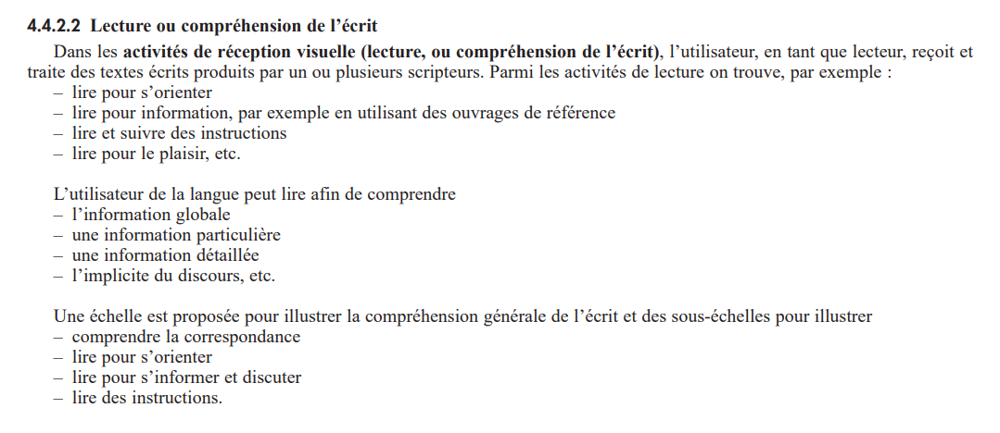 4.4.2.2 Lecture ou compréhension de l’écrit
Dans les activités de réception visuelle (lecture, ou compréhension de l’écrit), l’utilisateur, en tant que lecteur, reçoit et
traite des textes écrits produits par un ou plusieurs scripteurs. Parmi les activités de lecture on trouve, par exemple :
– lire pour s’orienter
– lire pour information, par exemple en utilisant des ouvrages de référence
– lire et suivre des instructions
– lire pour le plaisir, etc.
L’utilisateur de la langue peut lire afin de comprendre
– l’information globale
– une information particulière
– une information détaillée
– l’implicite du discours, etc.
Une échelle est proposée pour illustrer la compréhension générale de l’écrit et des sous-échelles pour illustrer
– comprendre la correspondance
– lire pour s’orienter
– lire pour s’informer et discuter
– lire des instructions.